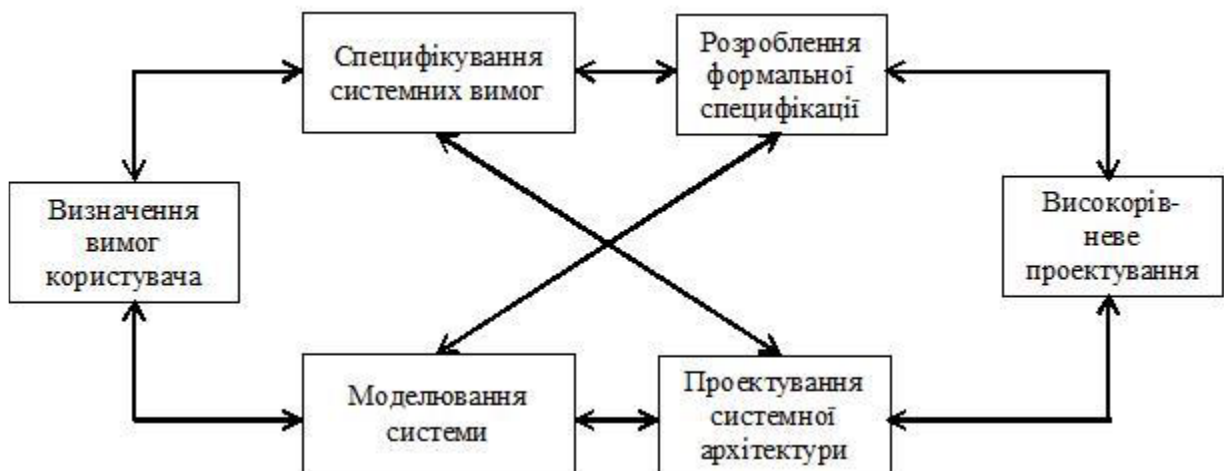 Специфікування
системних вимог
Розроблення
формальної
специфікації
Визначення
вимог
користувача
Високорів-
неве
проектування
Моделювання
системи
Проектування
системної
архітектури